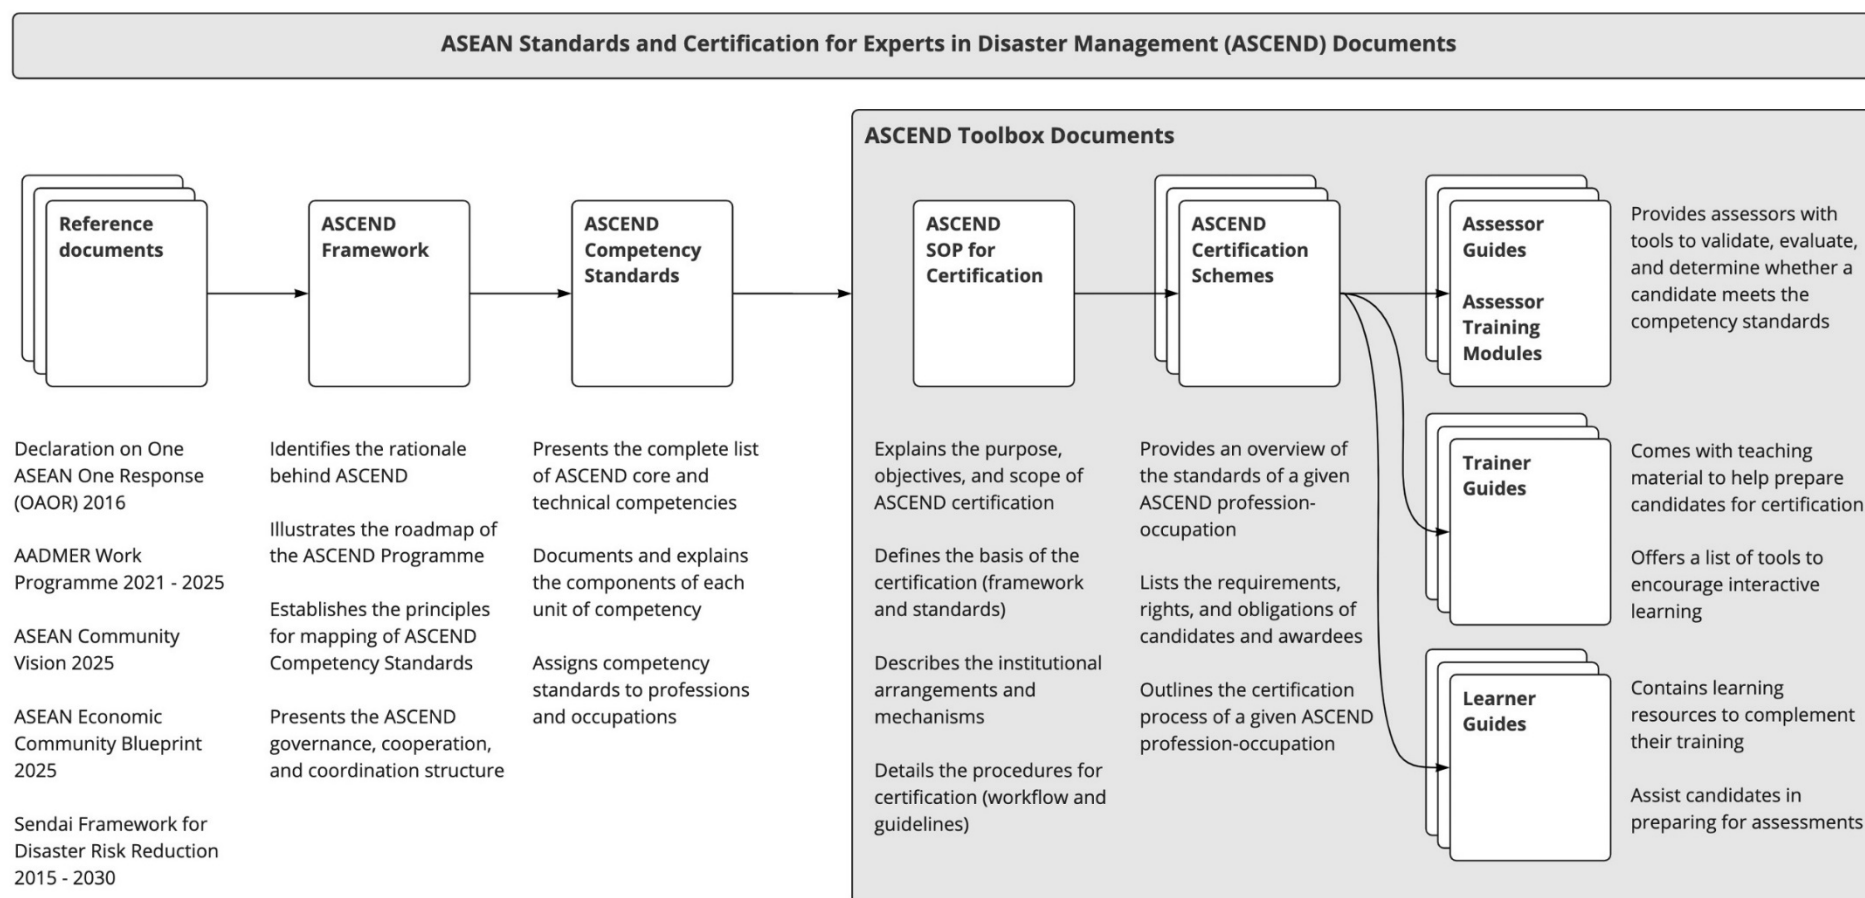 ASEAN Standards and Certification for Experts in Disaster Management (ASCEND) Documents
ASCEND Toolbox Documents
Reference
documents
ASCEND
Framework
ASCEND
Competency
Standards
ASCEND
SOP for
Certification
ASCEND
Certification
Schemes
Assessor
Guides
Assessor
Training
Modules
Provides assessors with
tools to validate, evaluate,
and determine whether a
candidate meets the
competency standards
Trainer
Guides
Comes with teaching
material to help prepare
candidates for certification
Offers a list of tools to
encourage interactive
learning
Learner
Guides
Contains learning
resources to complement
their training
Assist candidates in
preparing for assessments
Declaration on One
ASEAN One Response
(OAOR) 2016
AADMER Work
Programme 2021 - 2025
ASEAN Community
Vision 2025
ASEAN Economic
Community Blueprint
2025
Sendai Framework for
Disaster Risk Reduction
2015 - 2030
Identifies the rationale
behind ASCEND
Illustrates the roadmap of
the ASCEND Programme
Establishes the principles
for mapping of ASCEND
Competency Standards
Presents the ASCEND
governance, cooperation,
and coordination structure
Presents the complete list
of ASCEND core and
technical competencies
Documents and explains
the components of each
unit of competency
Assigns competency
standards to professions
and occupations
Explains the purpose,
objectives, and scope of
ASCEND certification
Defines the basis of the
certification (framework
and standards)
Describes the institutional
arrangements and
mechanisms
Details the procedures for
certification (workflow and
guidelines)
Provides an overview of
the standards of a given
ASCEND profession-
occupation
Lists the requirements,
rights, and obligations of
candidates and awardees
Outlines the certification
process of a given ASCEND
profession-occupation